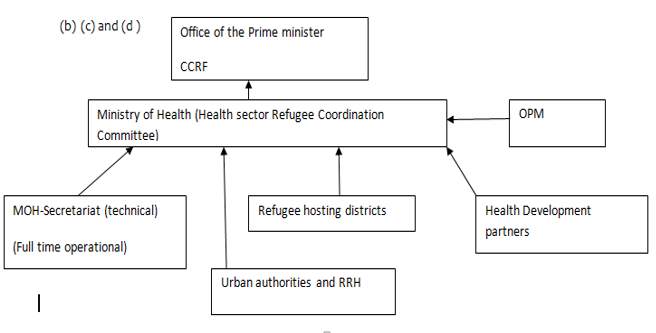 (b) (c) and (d )
Office of the Prime minister
CCRF
Ministry of Health (Health sector Refugee Coordination
Committee)
OPM
MOH-Secretariat (technical)
(Full time operational)
Refugee hosting districts
Health Development
partners
Urban authorities and RRH